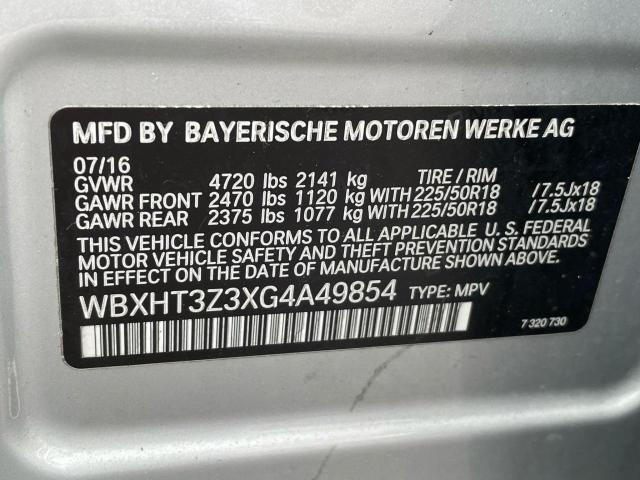 MFD BY BAYERISCHE MOTOREN WERKE AG
07/16
GVWR 4720 lbs 2141 kg TIRE / RIM
GAWR FRONT 2470 lbs 1120 kg WITH 225/50R18 /7.5Jx18
GAWR REAR 2375 lbs 1077 kg WITH 225/50R18 /7.5Jx18
THIS VEHICLE CONFORMS TO ALL APPLICABLE U. S. FEDERAL
MOTOR VEHICLE SAFETY AND THEFT PREVENTION STANDARDS
IN EFFECT ON THE DATE OF MANUFACTURE SHOWN ABOVE.
WBXHT3Z3XG4A49854 TYPE: MPV
7 320 730